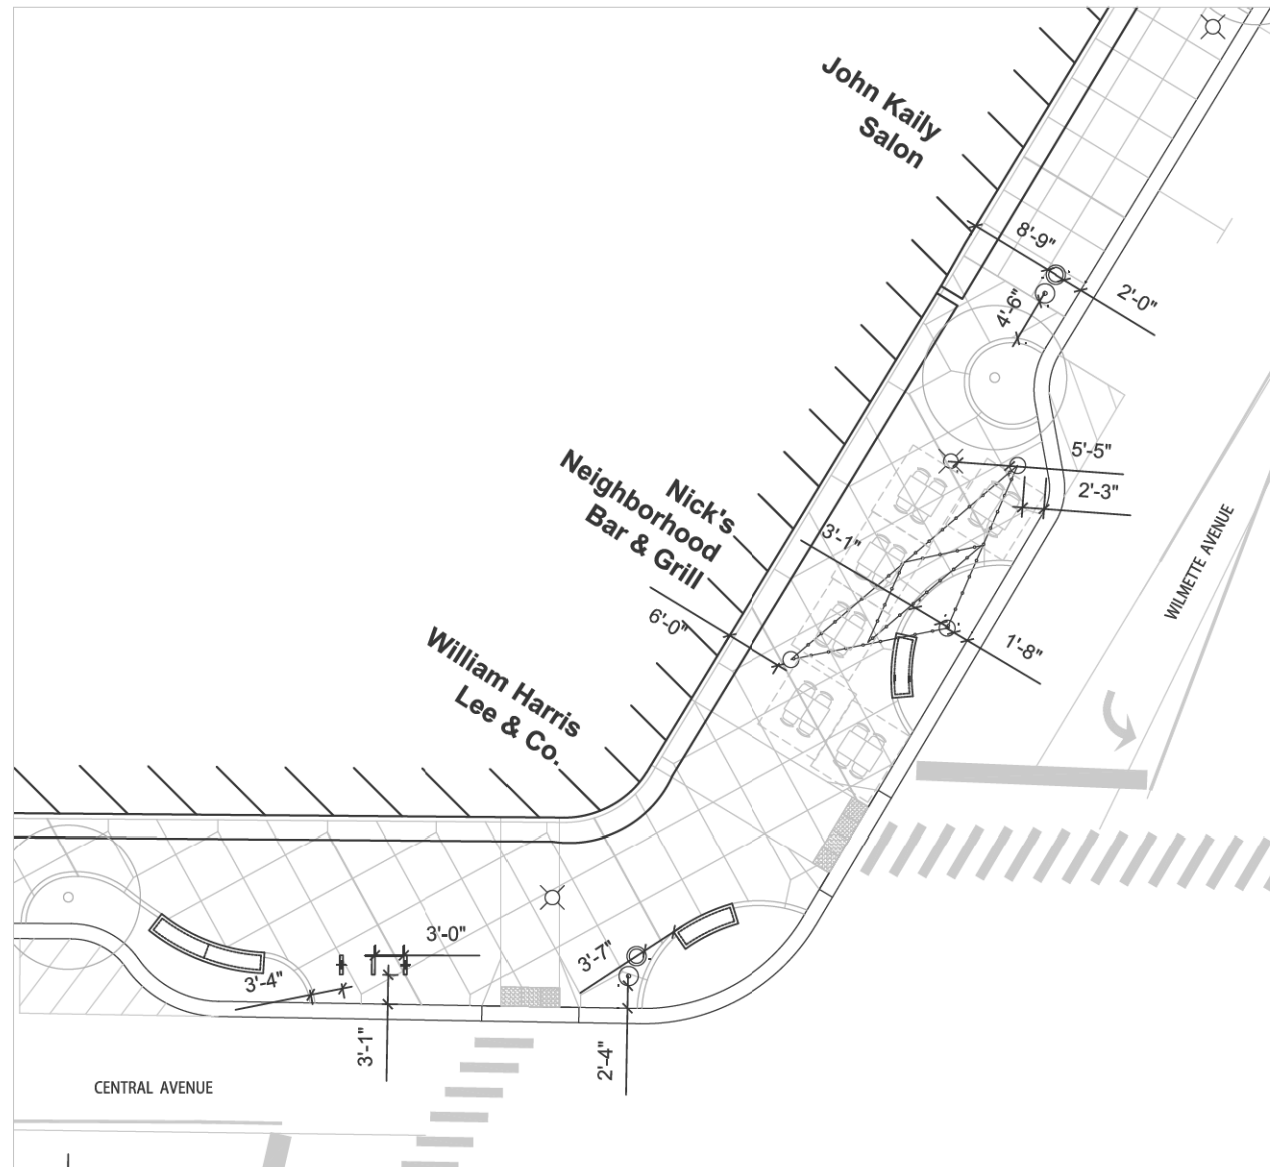 John Kaily
Salon
8'-9"
2'-0"
4'-6"
5'-5"
2'-3"
Nick's
Neighborhood
Bar & Grill
3'-1"
WILMETTE AVENUE
6'-0"
1'-8"
William Harris
Lee & Co.
3'-0"
3'-7"
3'-4"
3'-1"
2'-4"
CENTRAL AVENUE